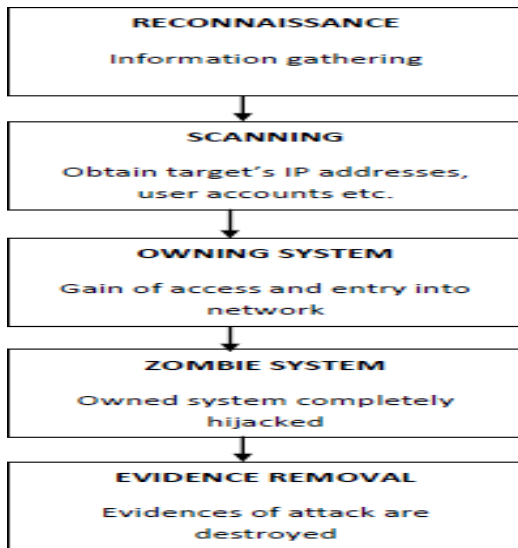 RECONNAISSANCE
Information gathering
SCANNING
Obtain target´s IP addresses,
user accounts etc.
OWNING SYSTEM
Gain of access and entry into
network
ZOMBIE SYSTEM
Owned system completely
hijacked
EVIDENCE REMOVAL
Evidences of attack are
destroyed